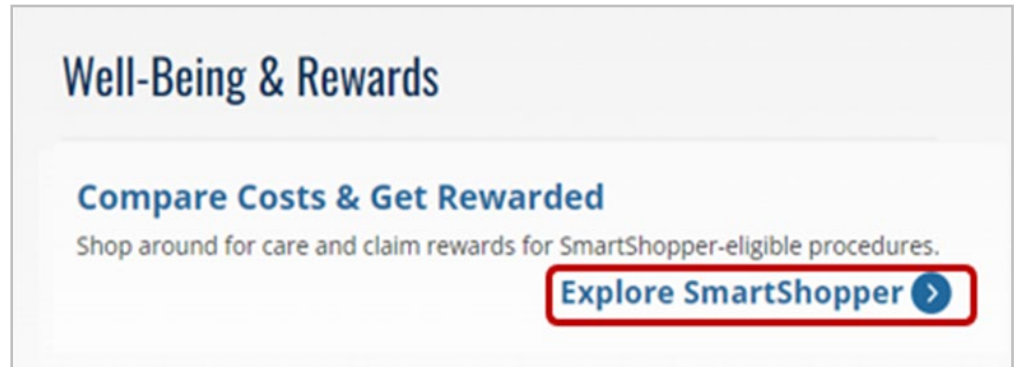 Well-Being & Rewards
Compare Costs & Get Rewarded
Shop around for care and claim rewards for SmartShopper-eligible procedures.
Explore SmartShopper